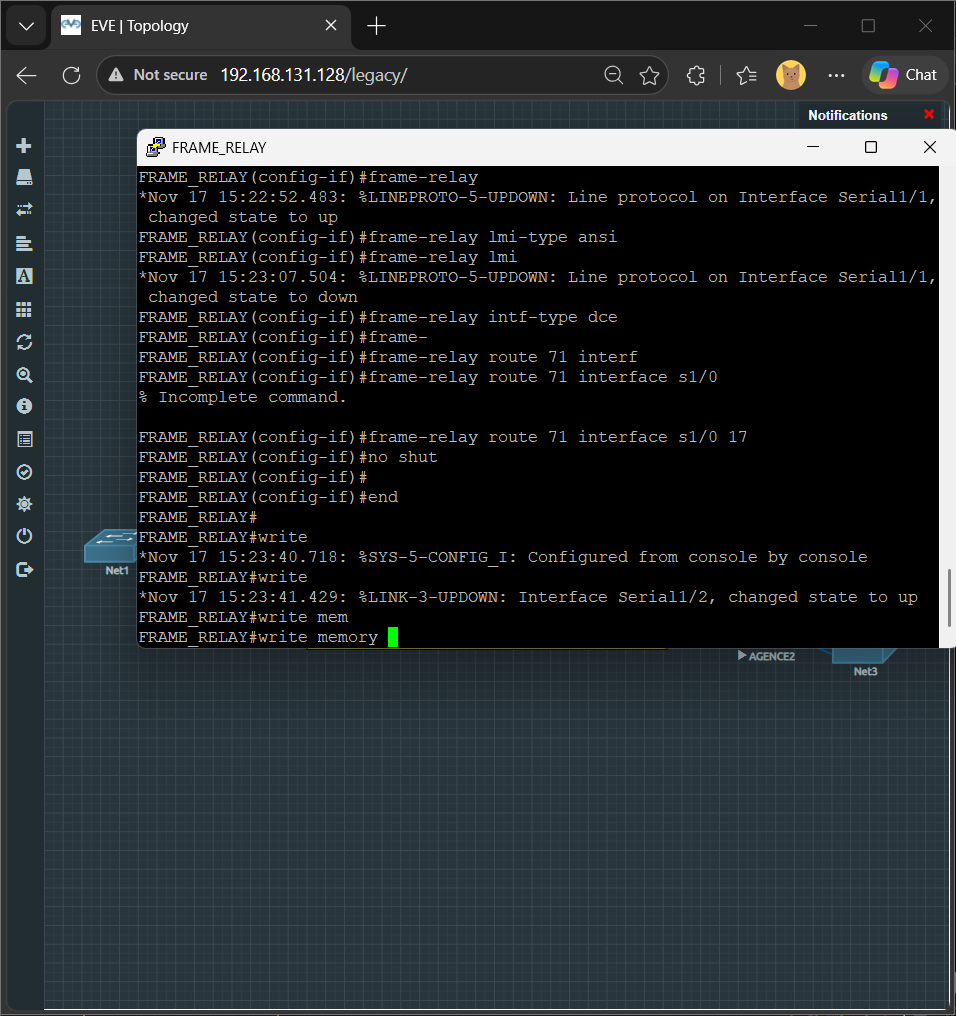 EVE | Topology
Not secure 192.168.131.128/legacy/
Chat
Notifications
FRAME_RELAY
FRAME_RELAY(config-if)#frame-relay
*Nov 17 15:22:52.483: %LINEPROTO-5-UPDOWN: Line protocol on Interface Serial1/1,
changed state to up
FRAME_RELAY(config-if)#frame-relay lmi-type ansi
FRAME_RELAY(config-if)#frame-relay lmi
*Nov 17 15:23:07.504: %LINEPROTO-5-UPDOWN: Line protocol on Interface Serial1/1,
changed state to down
FRAME_RELAY(config-if)#frame-relay intf-type dce
FRAME_RELAY(config-if)#frame-
FRAME_RELAY(config-if)#frame-relay route 71 interf
FRAME_RELAY(config-if)#frame-relay route 71 interface s1/0
% Incomplete command.
FRAME_RELAY(config-if)#frame-relay route 71 interface s1/0 17
FRAME_RELAY(config-if)#no shut
FRAME_RELAY(config-if)#
FRAME_RELAY(config-if)#end
FRAME_RELAY#
FRAME_RELAY#write
*Nov 17 15:23:40.718: %SYS-5-CONFIG_I: Configured from console by console
FRAME_RELAY#write
*Nov 17 15:23:41.429: %LINK-3-UPDOWN: Interface Serial1/2, changed state to up
FRAME_RELAY#write mem
FRAME_RELAY#write memory
Net1
AGENCE2
Net3